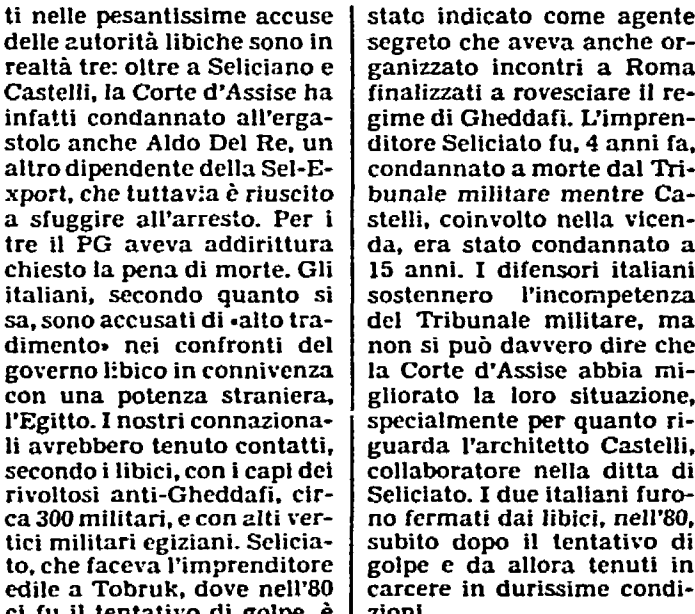 ti nelle pesantissime accuse
delle autorità libiche sono in
realtà tre: oltre a Seliciano e
Castelli, la Corte d'Assise ha
infatti condannato all'erga-
stolo anche Aldo Del Re, un
altro dipendente della Sel-E-
xport, che tuttavia è riuscito
a sfuggire all'arresto. Per i
tre il PG aveva addirittura
chiesto la pena di morte. Gli
italiani, secondo quanto si
sa, sono accusati di «alto tra-
dimento» nei confronti del
governo libico in connivenza
con una potenza straniera,
l'Egitto. I nostri connaziona-
li avrebbero tenuto contatti,
secondo i libici, con i capi dei
rivoltosi anti-Gheddafi, cir-
ca 300 militari, e con alti ver-
tici militari egiziani. Selicia-
to, che faceva l'imprenditore
edile a Tobruk, dove nell'80
ci fu il tentativo di golpe, è
stato indicato come agente
segreto che aveva anche or-
ganizzato incontri a Roma
finalizzati a rovesciare il re-
gime di Gheddafi. L'impren-
ditore Seliciato fu, 4 anni fa,
condannato a morte dal Tri-
bunale militare mentre Ca-
stelli, coinvolto nella vicen-
da, era stato condannato a
15 anni. I difensori italiani
sostennero l'incompetenza
del Tribunale militare, ma
non si può davvero dire che
la Corte d'Assise abbia mi-
gliorato la loro situazione,
specialmente per quanto ri-
guarda l'architetto Castelli,
collaboratore nella ditta di
Seliciato. I due italiani furo-
no fermati dai libici, nell'80,
subito dopo il tentativo di
golpe e da allora tenuti in
carcere in durissime condi-
zioni